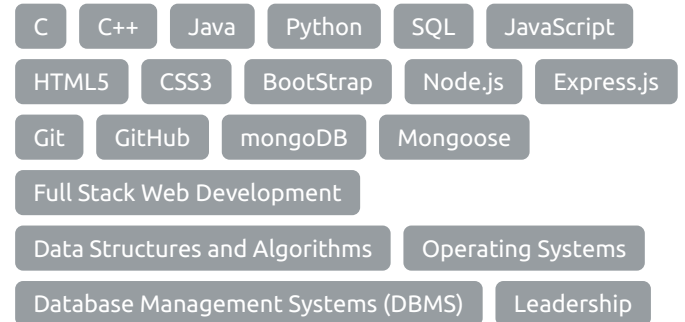 C C++ Java Python SQL JavaScript
HTML5 CSS3 BootStrap Node.js Express.js
Git GitHub mongoDB Mongoose
Full Stack Web Development
Data Structures and Algorithms Operating Systems
Database Management Systems (DBMS) Leadership